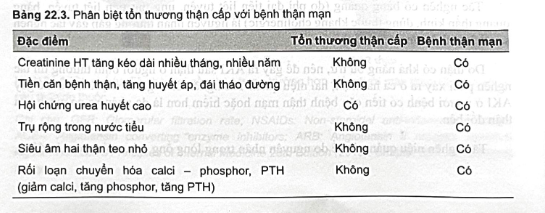 Bảng 22.3. Phân biệt tổn thương thận cấp với bệnh thận mạn
Đặc điểm Tổn thương thận cấp Bệnh thận mạn
Creatinine HT tăng kéo dài nhiều tháng, nhiều năm Không Có
Tiền căn bệnh thận, tăng huyết áp, đái tháo đường Không Có
Hội chứng urea huyết cao Có Có
Trụ rộng trong nước tiểu Không Có
Siêu âm hai thận teo nhỏ Không Có
Rối loạn chuyển hóa calci – phosphor, PTH Không Có
(giảm calci, tăng phosphor, tăng PTH)